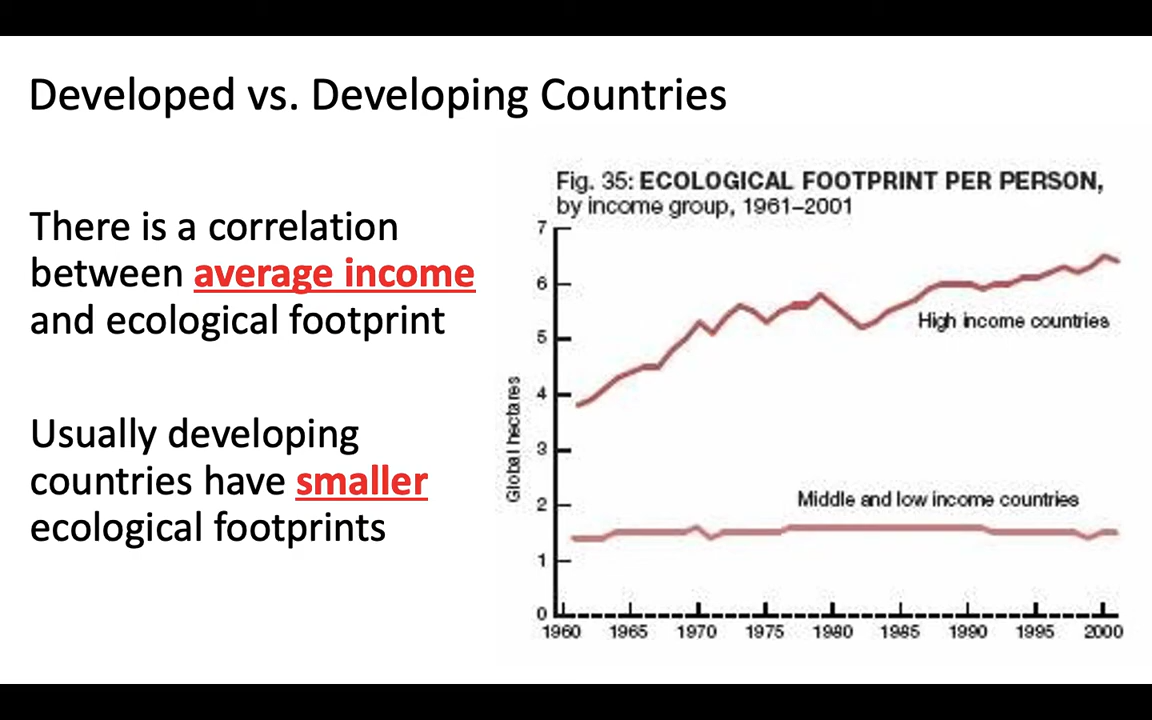 Developed vs. Developing Countries
There is a correlation
between average income
and ecological footprint
Usually developing
countries have smaller
ecological footprints
Fig. 35: ECOLOGICAL FOOTPRINT PER PERSON,
by income group, 1961–2001
7
6
5
4
3
2
1
0
Global hectares
High income countries
Middle and low income countries
1960 1965 1970 1975 1980 1985 1990 1995 2000